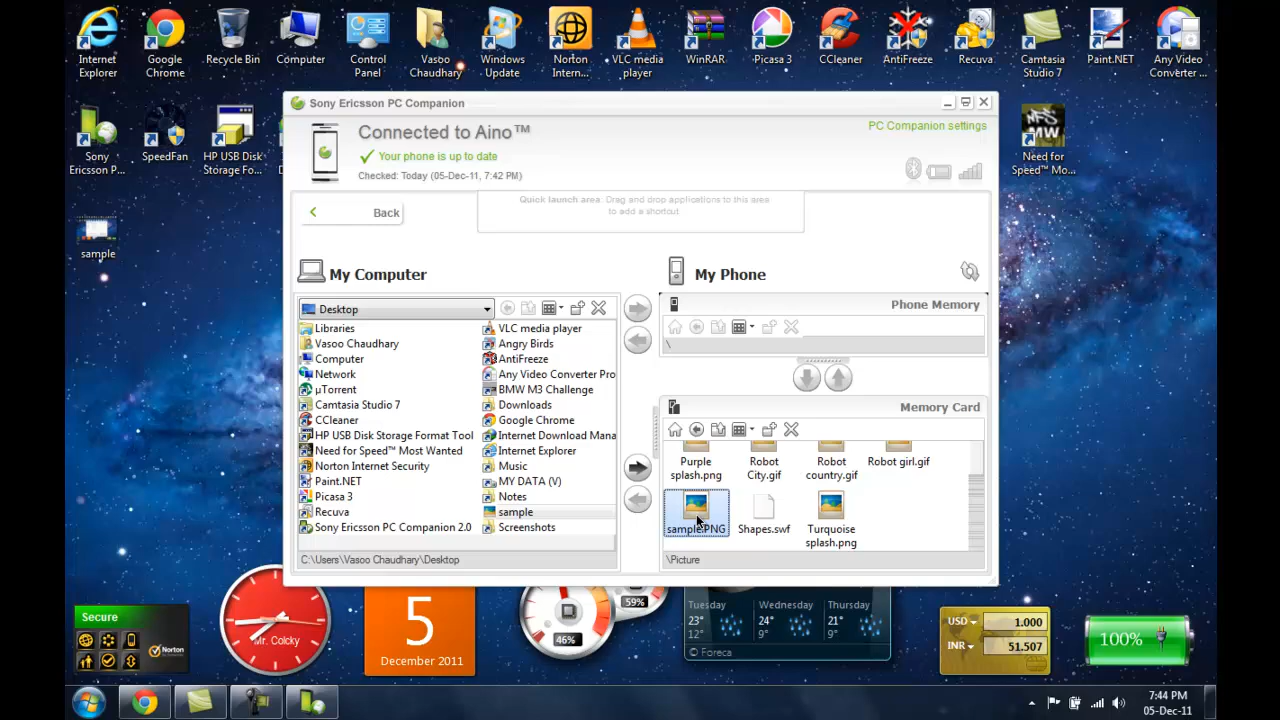 Internet Explorer
Google Chrome
Recycle Bin
Computer
Control Panel
Vasoo Chaudhary
Windows Update
Norton Intern...
VLC media player
WinRAR
Picasa 3
CCleaner
AntiFreeze
Recuva
Camtasia Studio 7
Paint.NET
Any Video Converter ...
Sony Ericsson P...
SpeedFan
HP USB Disk Storage Fo...
NFS MW
Need for Speed™ Mo...
sample
Sony Ericsson PC Companion
Connected to Aino™
PC Companion settings
Your phone is up to date
Checked: Today (05-Dec-11, 7:42 PM)
Back
Quick launch area: Drag and drop applications to this area
to add a shortcut
My Computer
My Phone
Desktop
Phone Memory
\
Libraries
Vasoo Chaudhary
Computer
Network
µTorrent
Camtasia Studio 7
CCleaner
HP USB Disk Storage Format Tool
Need for Speed™ Most Wanted
Norton Internet Security
Paint.NET
Picasa 3
Recuva
Sony Ericsson PC Companion 2.0
VLC media player
Angry Birds
AntiFreeze
Any Video Converter Pro
BMW M3 Challenge
Downloads
Google Chrome
Internet Download Mana
Internet Explorer
Music
MY DATA (V)
Notes
sample
Screenshots
C:\Users\Vasoo Chaudhary\Desktop
Memory Card
Purple splash.png
Robot City.gif
Robot country.gif
Robot girl.gif
sample.PNG
Shapes.swf
Turquoise splash.png
\Picture
Secure
Norton
Mr. Colcky
5
December 2011
46%
59%
Tuesday
23°
12°
Wednesday
24°
9°
Thursday
21°
9°
© Foreca
USD
1.000
INR
51.507
100%
7:44 PM
05-Dec-11